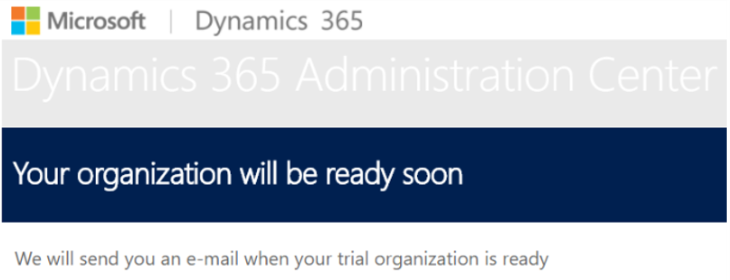 Microsoft | Dynamics 365
Dynamics 365 Administration Center
Your organization will be ready soon
We will send you an e-mail when your trial organization is ready